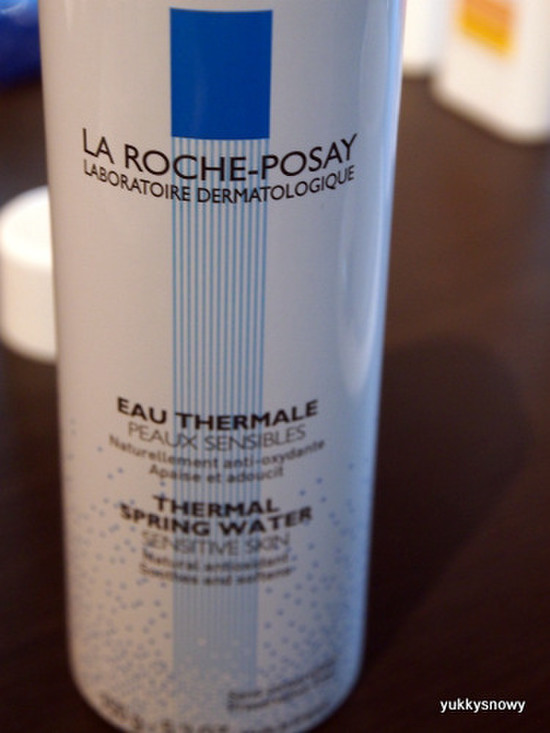 LA ROCHE-POSAY
LABORATOIRE DERMATOLOGIQUE
EAU THERMALE
PEAUX SENSIBLES
Naturellement anti-oxydante
Apaise et adoucit
THERMAL
SPRING WATER
SENSITIVE SKIN
Natural antioxidant
Soothes and softens
yukkysnowy